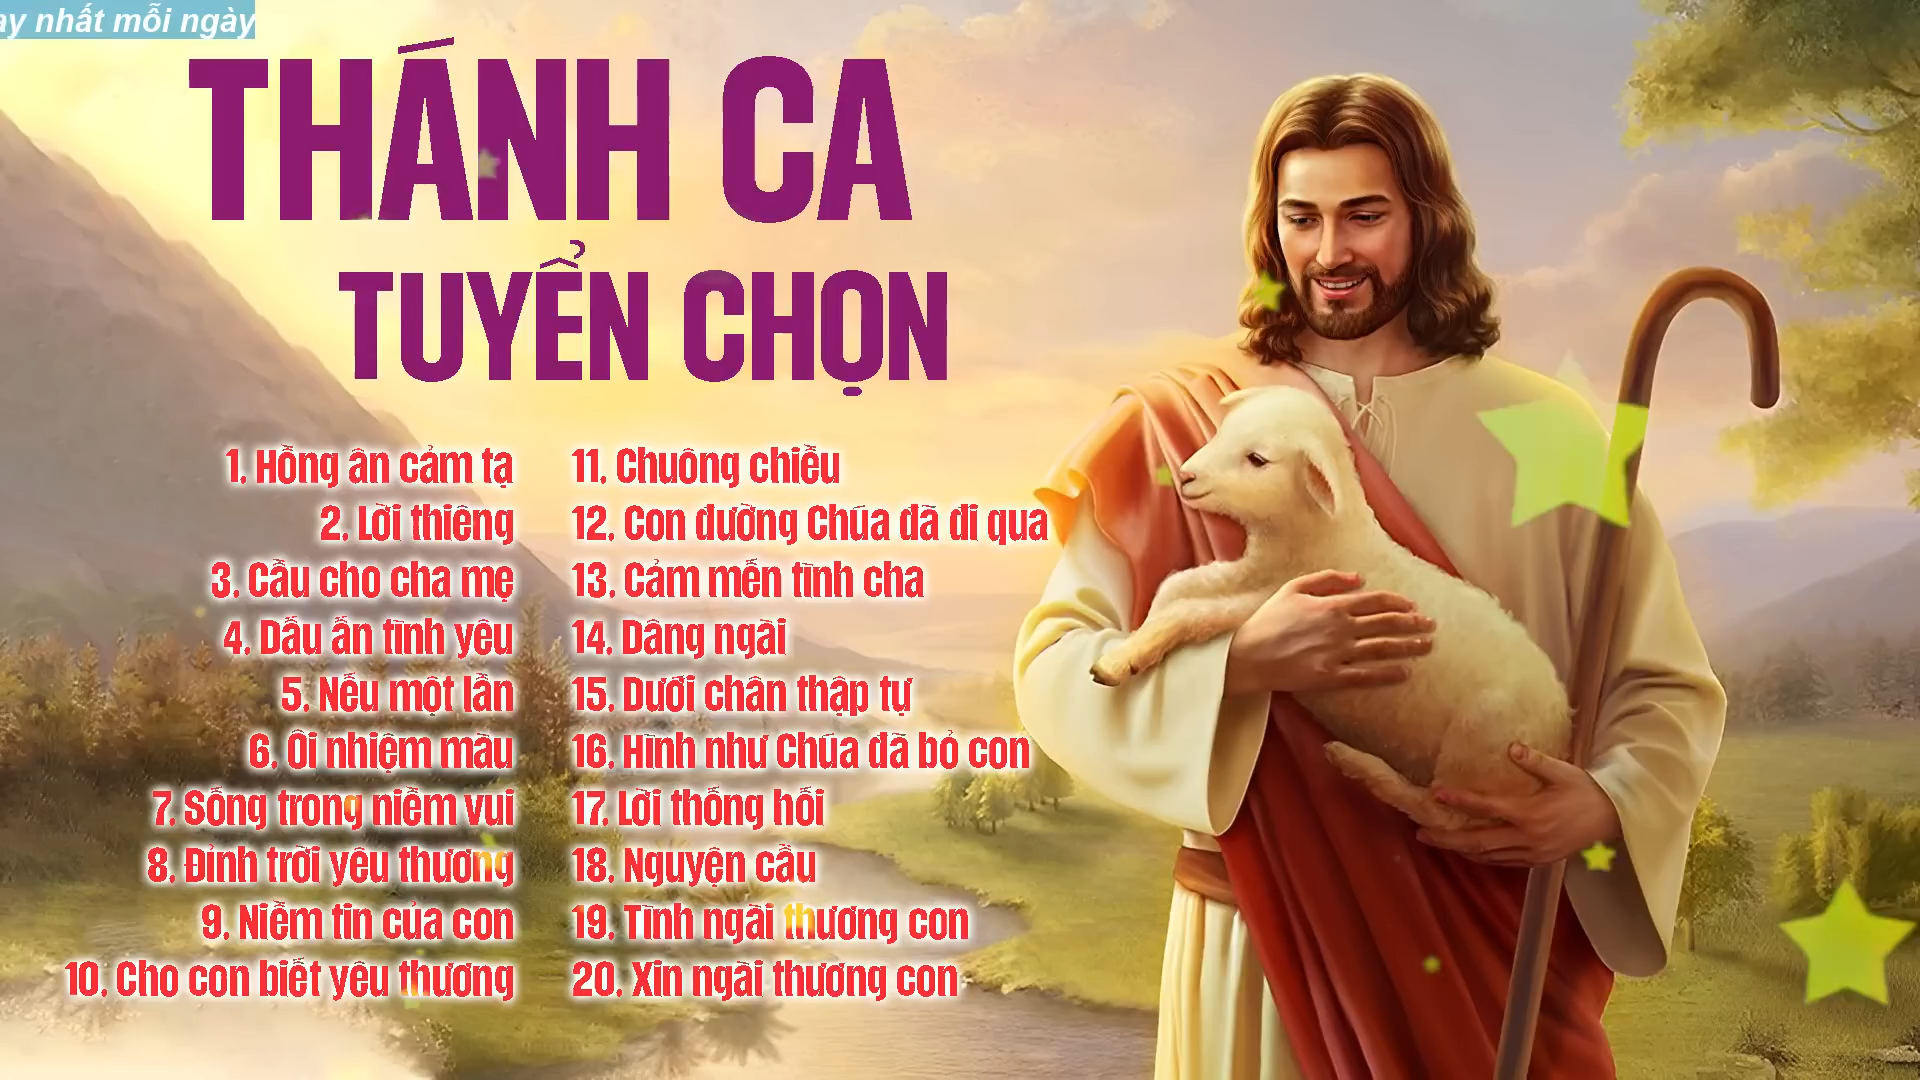 ay nhất mỗi ngày
THÁNH CA
TUYỂN CHỌN
1. Hồng ân cảm tạ
2. Lời thiêng
3. Cầu cho cha mẹ
4. Dấu ấn tình yêu
5. Nếu một lần
6. Ôi nhiệm màu
7. Sống trong niềm vui
8. Đỉnh trời yêu thương
9. Niềm tin của con
10. Cho con biết yêu thương
11. Chuông chiều
12. Con đường Chúa đã đi qua
13. Cảm mến tình cha
14. Dâng ngài
15. Dưới chân thập tự
16. Hình như Chúa đã bỏ con
17. Lời thống hối
18. Nguyện cầu
19. Tình ngài thương con
20. Xin ngài thương con